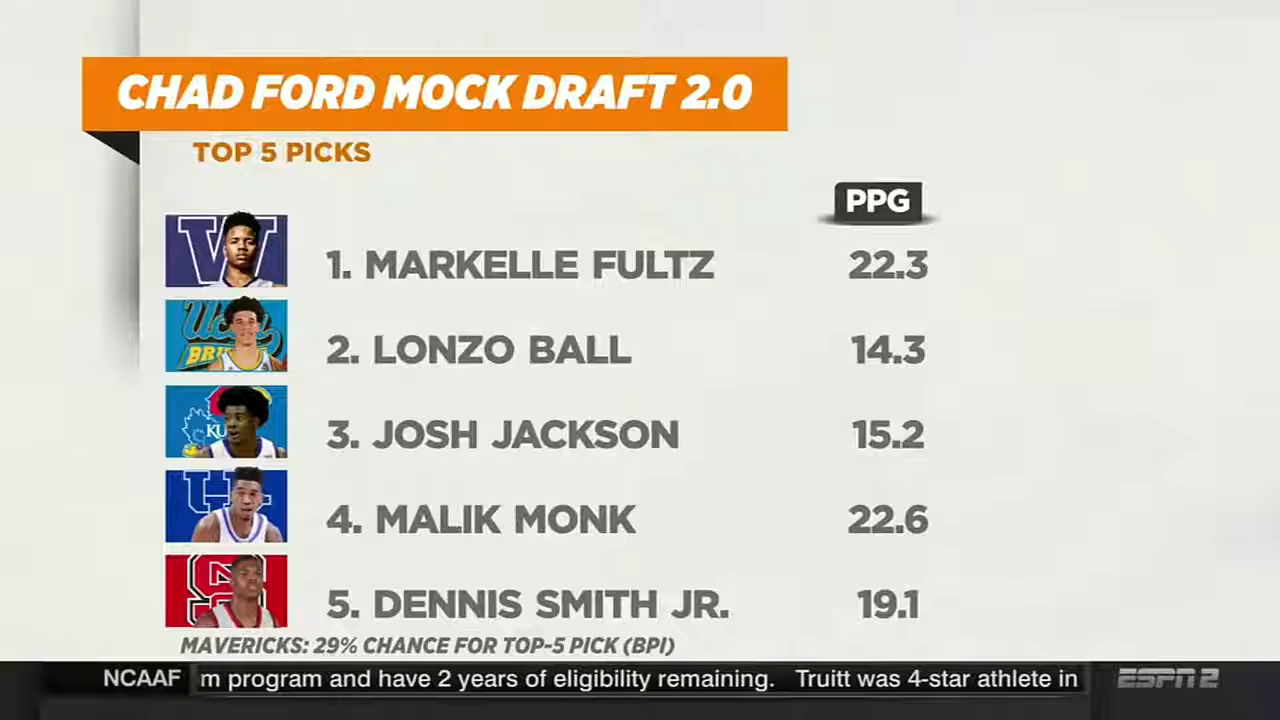 CHAD FORD MOCK DRAFT 2.0
TOP 5 PICKS
PPG
W
1. MARKELLE FULTZ 22.3
2. LONZO BALL 14.3
KU
3. JOSH JACKSON 15.2
4. MALIK MONK 22.6
5. DENNIS SMITH JR. 19.1
MAVERICKS: 29% CHANCE FOR TOP-5 PICK (BPI)
NCAAF m program and have 2 years of eligibility remaining. Truitt was 4-star athlete in ESPN2